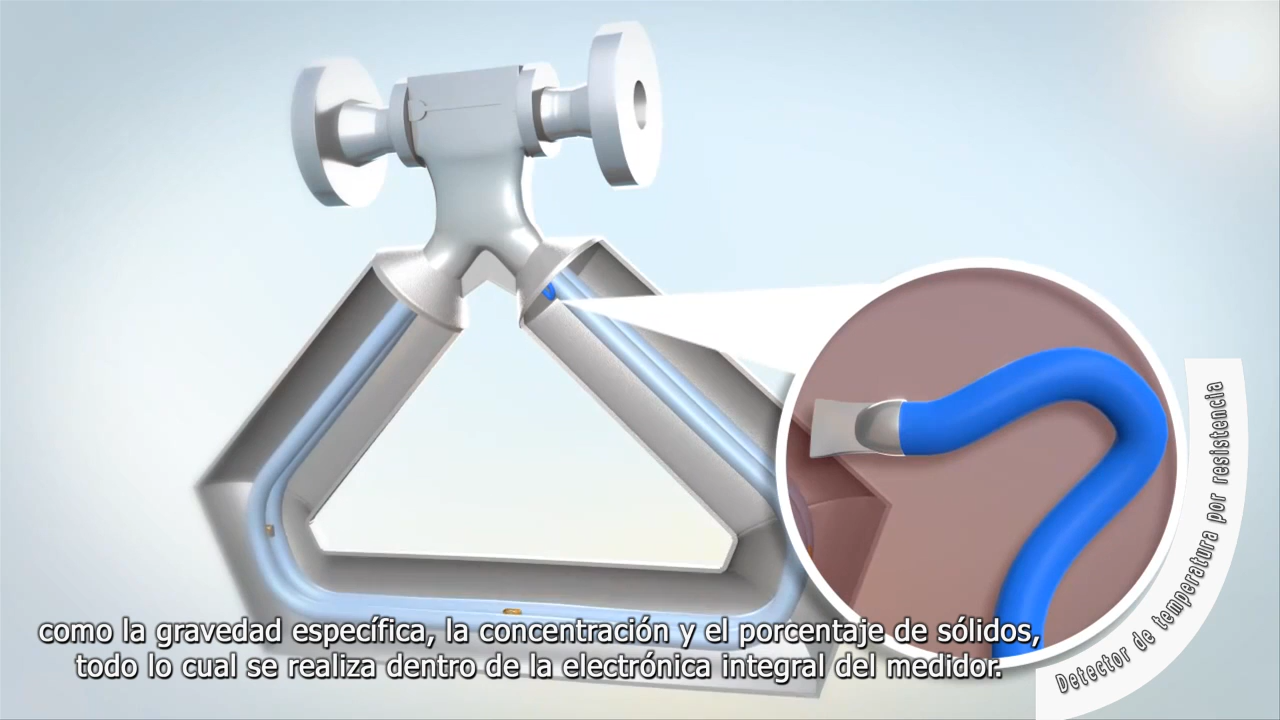 Detector de temperatura por resistencia
como la gravedad específica, la concentración y el porcentaje de sólidos,
todo lo cual se realiza dentro de la electrónica integral del medidor.